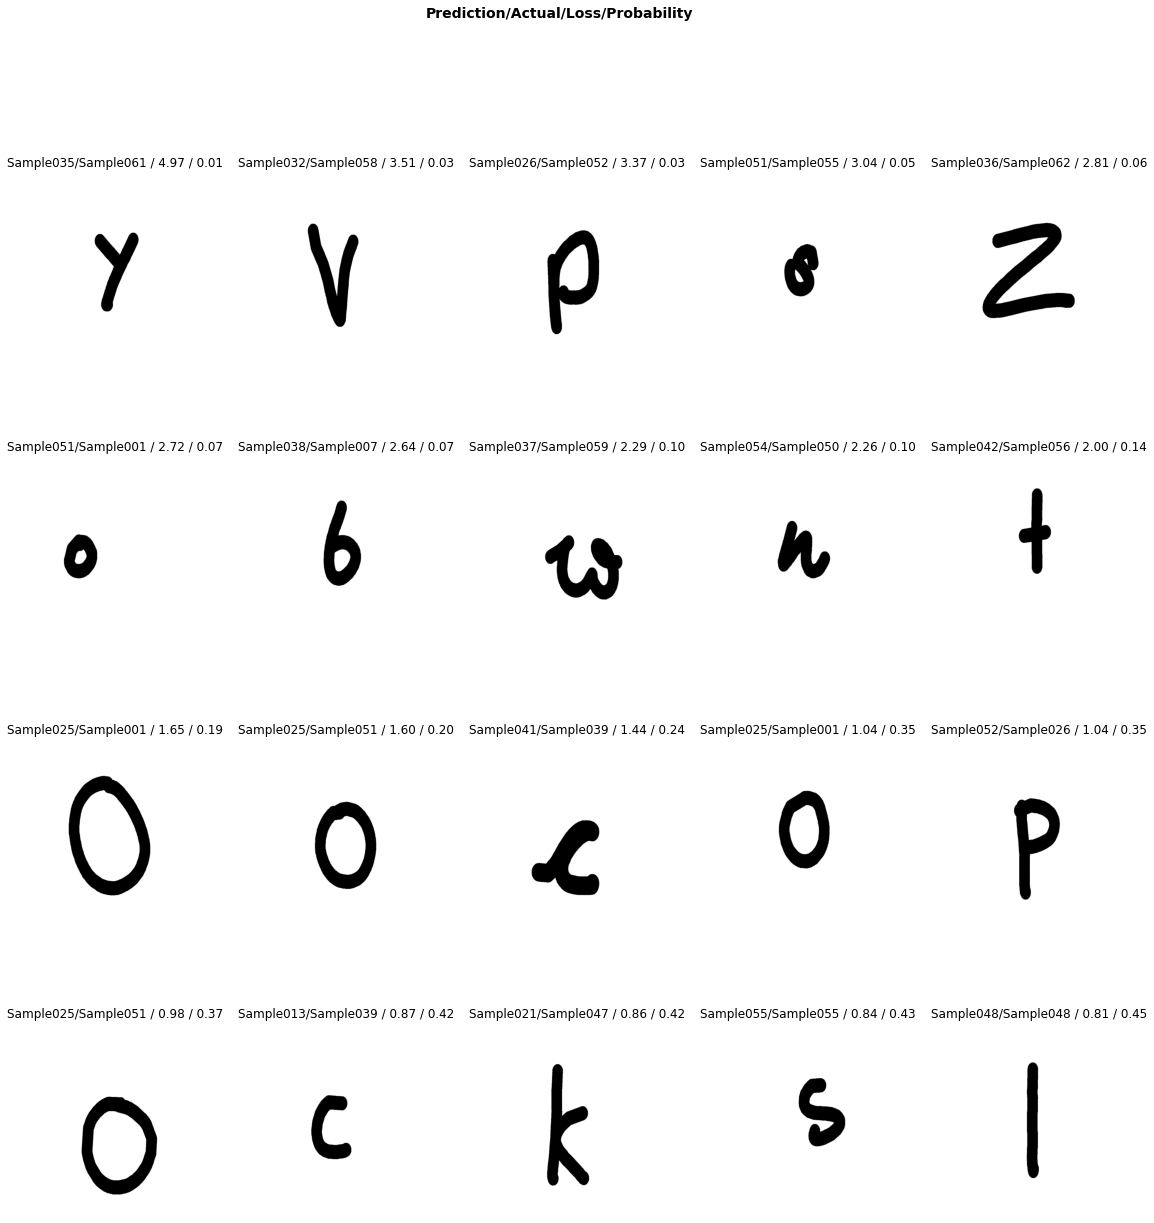 Prediction/Actual/Loss/Probability
Sample035/Sample061 / 4.97 / 0.01 Sample032/Sample058 / 3.51 / 0.03 Sample026/Sample052 / 3.37 / 0.03 Sample051/Sample055 / 3.04 / 0.05 Sample036/Sample062 / 2.81 / 0.06
y V p s Z
Sample051/Sample001 / 2.72 / 0.07 Sample038/Sample007 / 2.64 / 0.07 Sample037/Sample059 / 2.29 / 0.10 Sample054/Sample050 / 2.26 / 0.10 Sample042/Sample056 / 2.00 / 0.14
o 6 w n t
Sample025/Sample001 / 1.65 / 0.19 Sample025/Sample051 / 1.60 / 0.20 Sample041/Sample039 / 1.44 / 0.24 Sample025/Sample001 / 1.04 / 0.35 Sample052/Sample026 / 1.04 / 0.35
0 o c 0 P
Sample025/Sample051 / 0.98 / 0.37 Sample013/Sample039 / 0.87 / 0.42 Sample021/Sample047 / 0.86 / 0.42 Sample055/Sample055 / 0.84 / 0.43 Sample048/Sample048 / 0.81 / 0.45
o c k s l